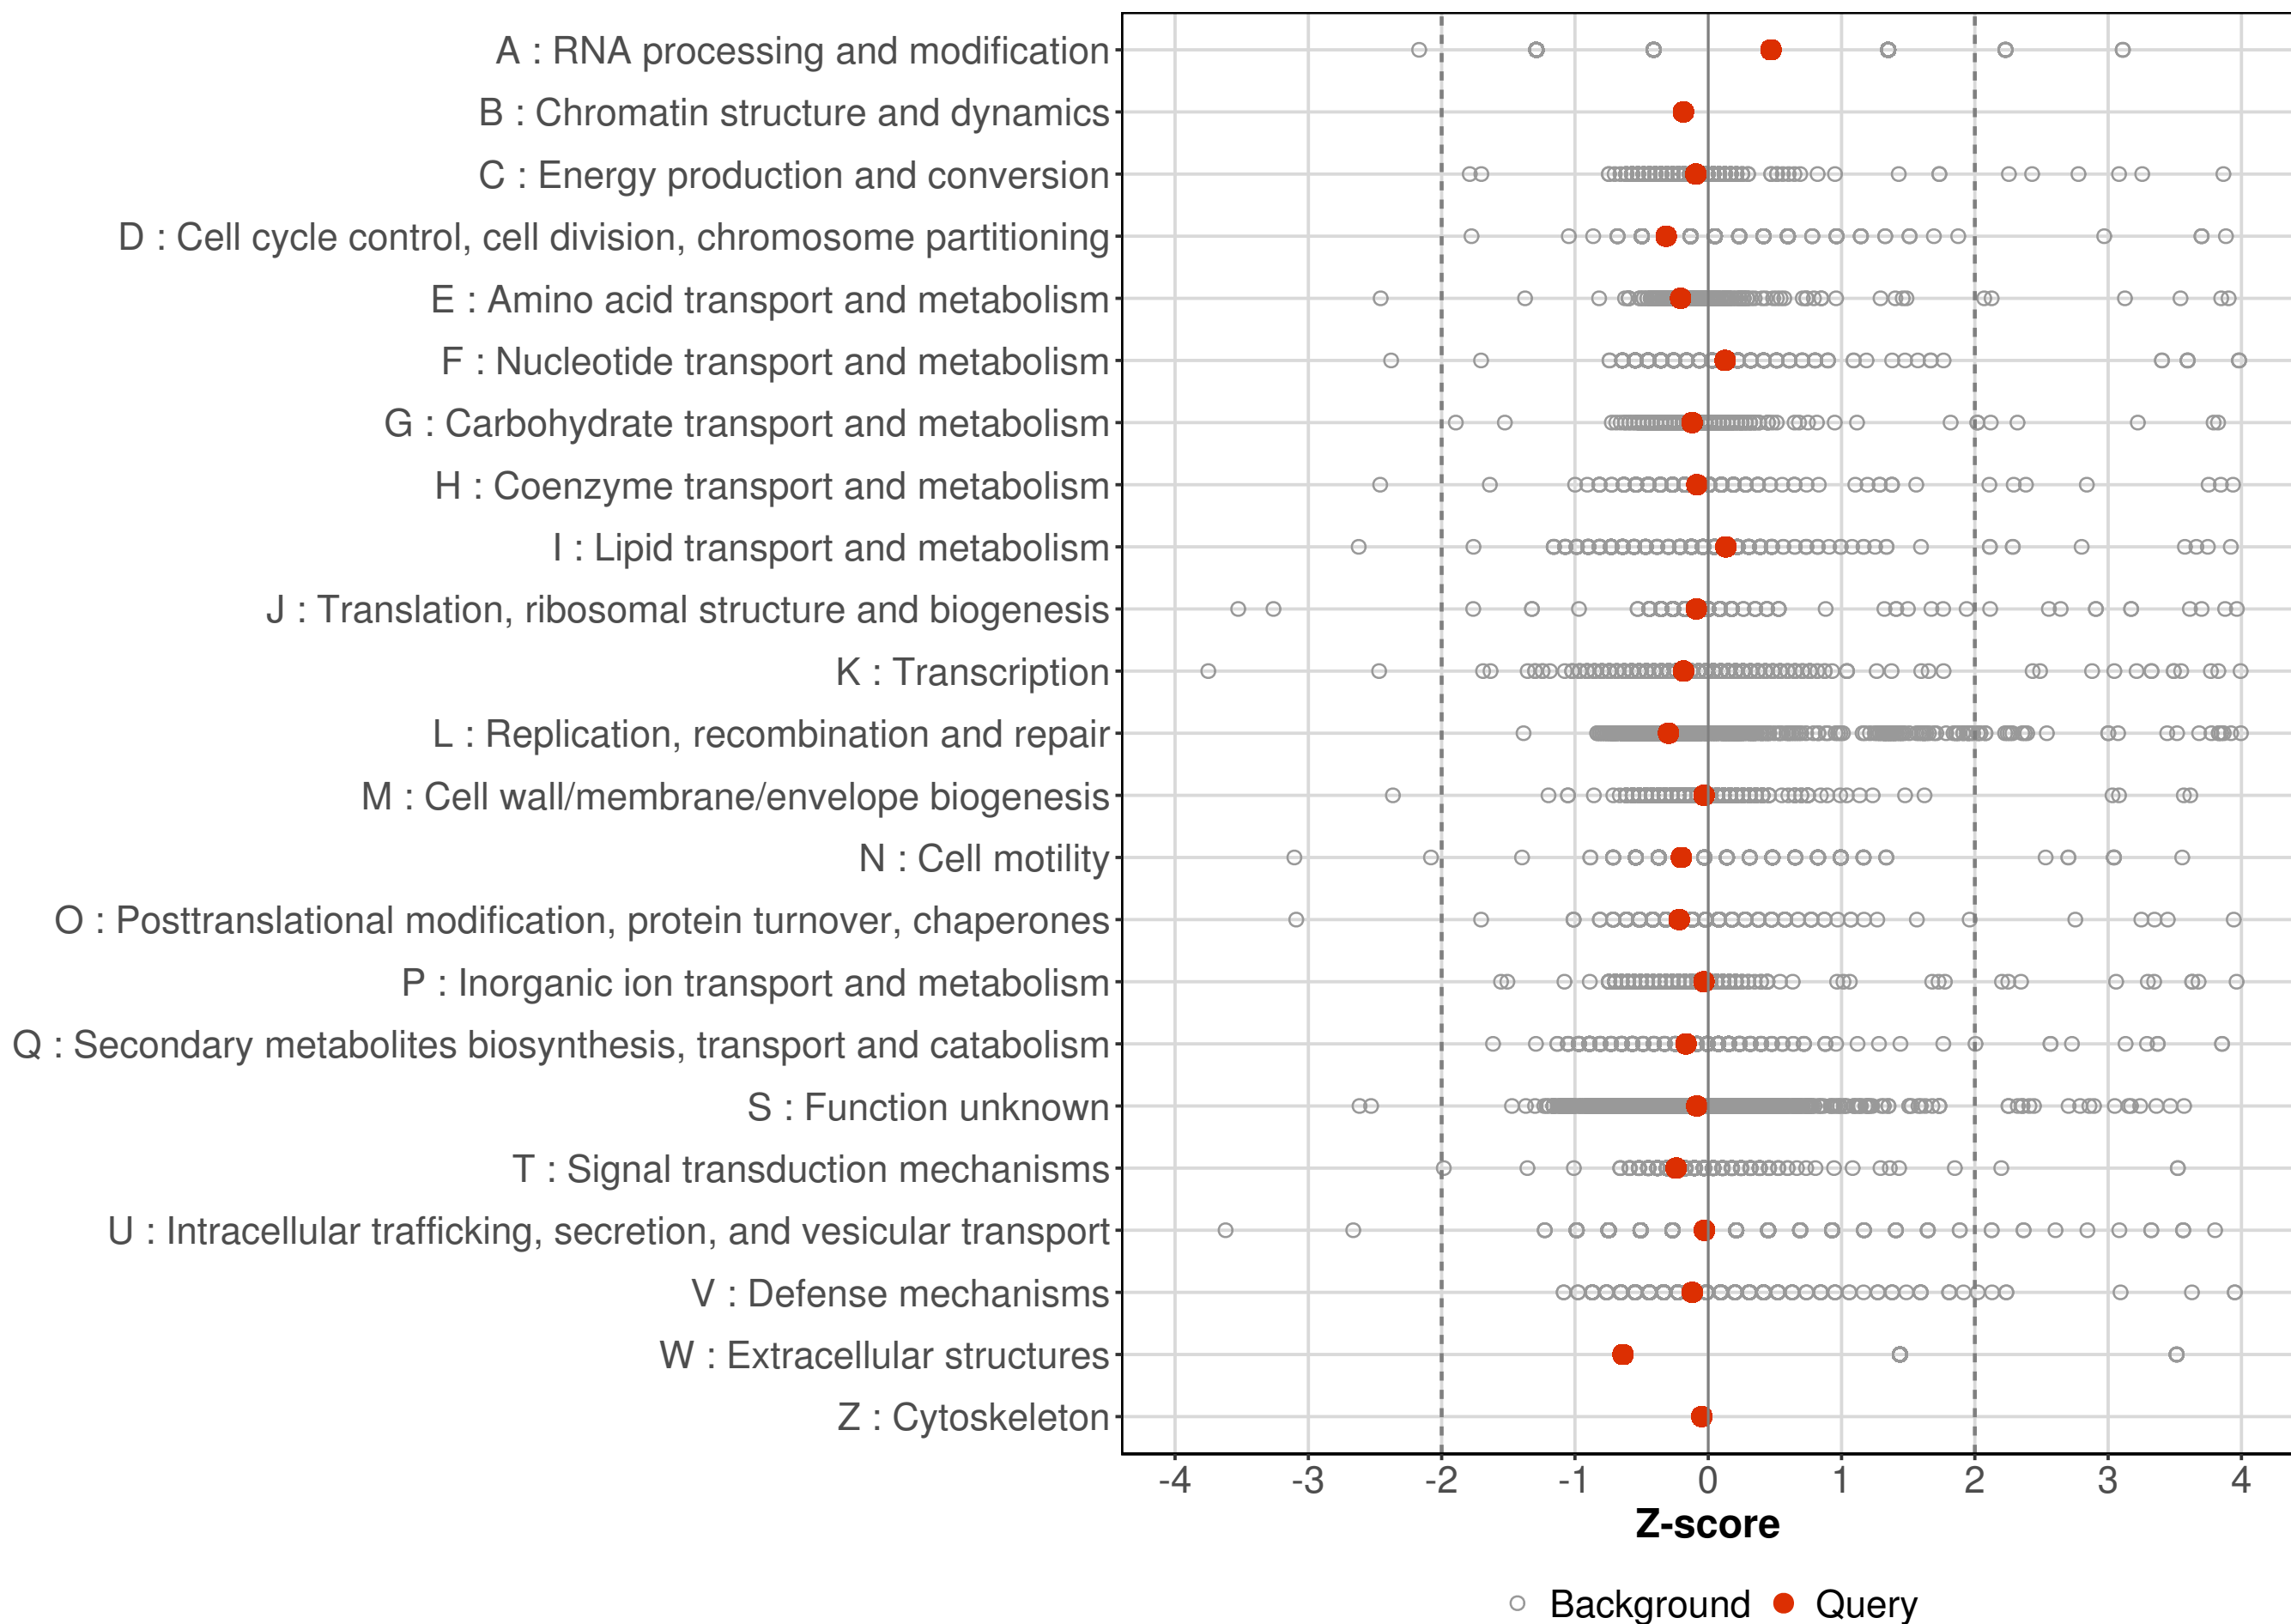 A : RNA processing and modification
B : Chromatin structure and dynamics
C : Energy production and conversion
D : Cell cycle control, cell division, chromosome partitioning
E : Amino acid transport and metabolism
F : Nucleotide transport and metabolism
G : Carbohydrate transport and metabolism
H : Coenzyme transport and metabolism
I : Lipid transport and metabolism
J : Translation, ribosomal structure and biogenesis
K : Transcription
L : Replication, recombination and repair
M : Cell wall/membrane/envelope biogenesis
N : Cell motility
O : Posttranslational modification, protein turnover, chaperones
P : Inorganic ion transport and metabolism
Q : Secondary metabolites biosynthesis, transport and catabolism
S : Function unknown
T : Signal transduction mechanisms
U : Intracellular trafficking, secretion, and vesicular transport
V : Defense mechanisms
W : Extracellular structures
Z : Cytoskeleton
-4 -3 -2 -1 0 1 2 3 4
Z-score
Background Query